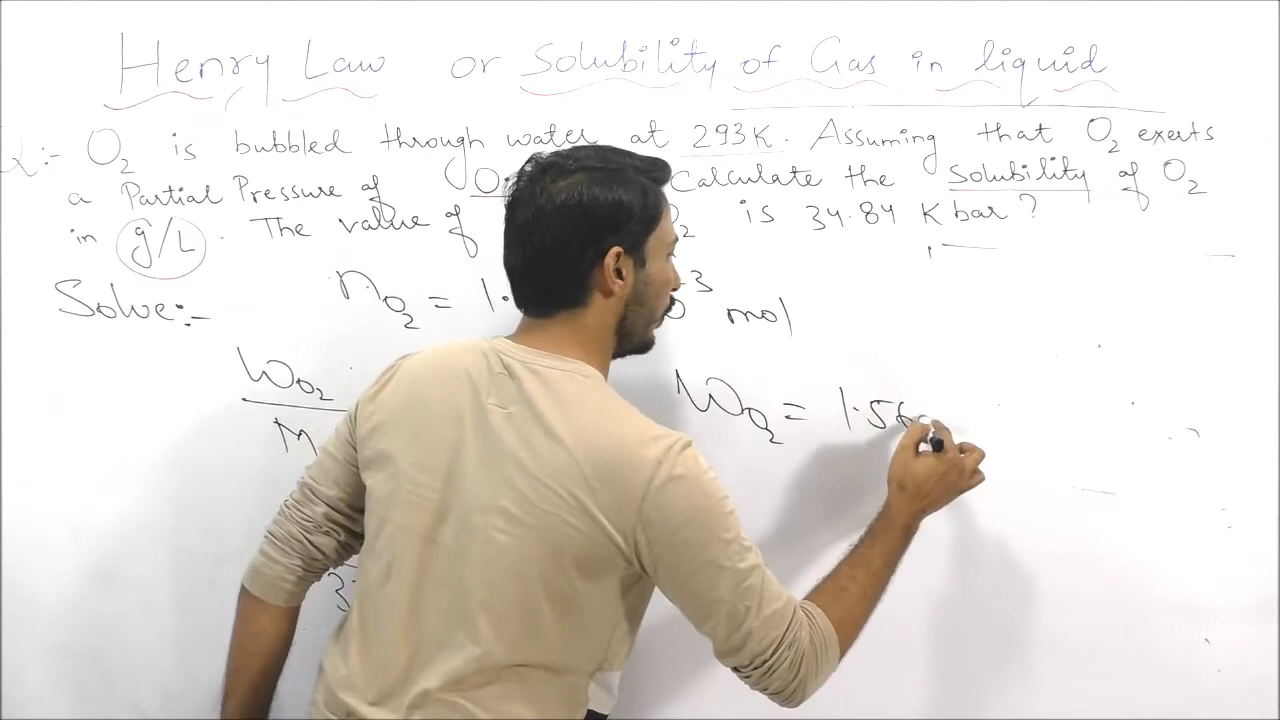 Henry Law or Solubility of Gas in liquid
:- O2 is bubbled through water at 293K. Assuming that O2 exerts
a Partial Pressure of Calculate the solubility of O2
in g/L. The value of is 34.84 Kbar?
Solve:-
nO2 = 1. mol
WO2
M
WO2 = 1.5